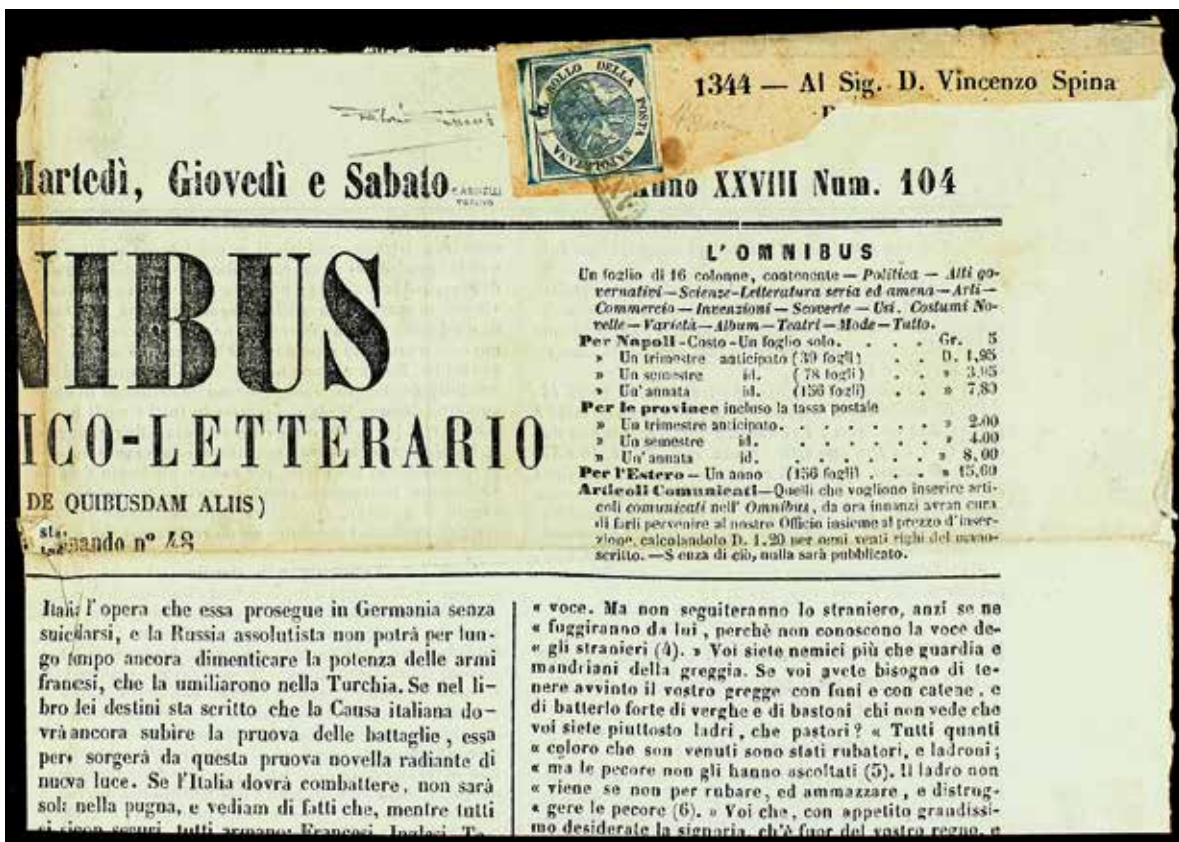 1344 — Al Sig. D. Vincenzo Spina
BOLLO DELLA POSTA NAPOLETANA
Martedì, Giovedì e Sabato
Anno XXVIII Num. 104
NIBUS
ICO-LETTERARIO
DE QUIBUSDAM ALIIS)
nando nº 48
L'OMNIBUS
Un foglio di 16 colonne, contenente — Politica — Atti go-
vernativi—Scienze-Letteratura seria ed amena—Arti—
Commercio—Invenzioni—Scoverte—Usi. Costumi No-
velle—Varietà—Album—Teatri—Mode—Tutto.
Per Napoli-Costo-Un foglio solo. . . . Gr. 5
» Un trimestre anticipato (39 fogli) . . D. 1,95
» Un semestre id. (78 fogli) . . » 3,95
» Un'annata id. (156 fogli) . . » 7,80
Per le province incluso la tassa postale
» Un trimestre anticipato. . . . . . » 2.00
» Un semestre id. . . . . . . » 4.00
» Un'annata id. . . . . . . » 8,00
Per l'Estero — Un anno (156 fogli) . . . » 15,60
Articoli Comunicati—Quelli che vogliono inserire arti-
coli comunicati nell' Omnibus, da ora innanzi avran cura
di farli pervenire al nostro Officio insieme al prezzo d'inser-
zione, calcolandolo D. 1.20 per ogni venti righi del mano-
scritto. —S enza di ciò, nulla sarà pubblicato.
Italia l'opera che essa prosegue in Germania senza
suicidarsi, e la Russia assolutista non potrà per lun-
go tempo ancora dimenticare la potenza delle armi
francesi, che la umiliarono nella Turchia. Se nel li-
bro lei destini sta scritto che la Causa italiana do-
vrà ancora subire la pruova delle battaglie, essa
per sorgerà da questa pruova novella radiante di
nuova luce. Se l'Italia dovrà combattere, non sarà
sola nella pugna, e vediam di fatti che, mentre tutti
tutti armano: Francesi, Inglesi, Te-
« voce. Ma non seguiteranno lo straniero, anzi se ne
« fuggiranno da lui, perchè non conoscono la voce de-
« gli stranieri (4). » Voi siete nemici più che guardia e
mandriani della greggia. Se voi avete bisogno di te-
nere avvinto il vostro gregge con funi e con catene, e
di batterlo forte di verghe e di bastoni chi non vede che
voi siete piuttosto ladri, che pastori? « Tutti quanti
« coloro che son venuti sono stati rubatori, e ladroni;
« ma le pecore non gli hanno ascoltati (5). Il ladro non
« viene se non per rubare, ed ammazzare, e distrug-
« gere le pecore (6). » Voi che, con appetito grandissi-
mo desiderate la signoria, ch'è fuor del vostro regno, e